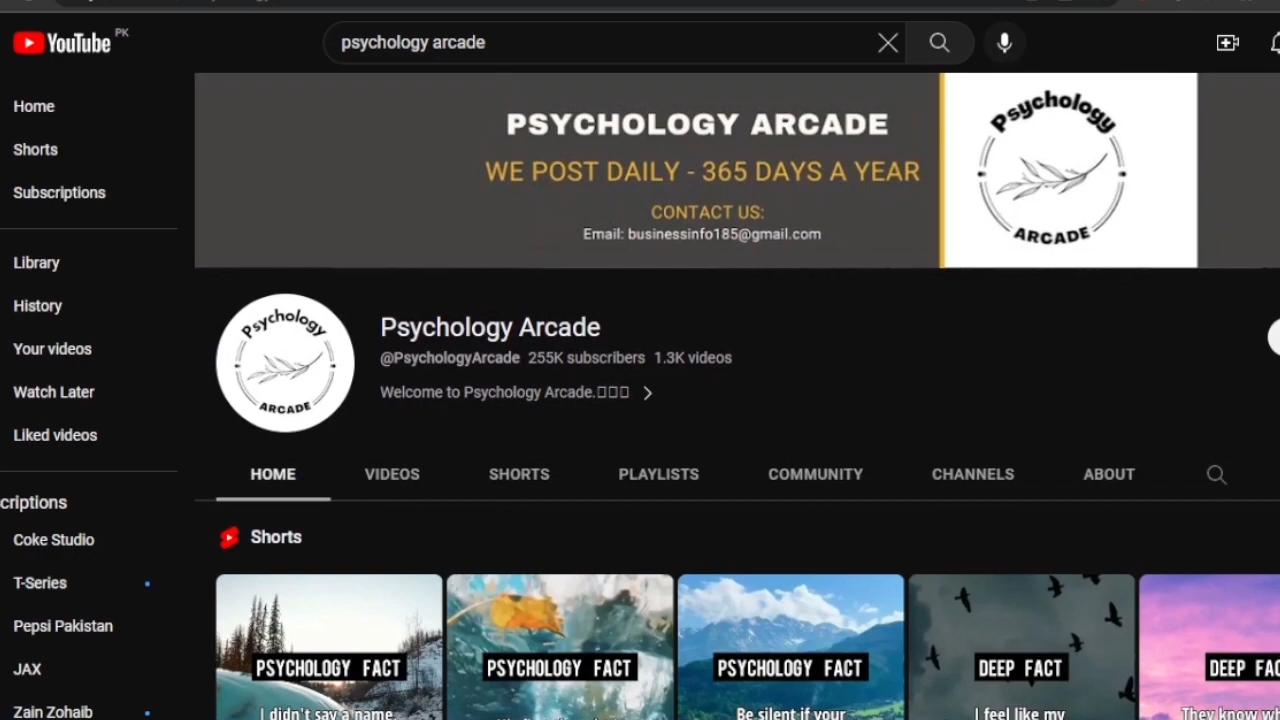 YouTube PK
psychology arcade
Home
Shorts
Subscriptions
Library
History
Your videos
Watch Later
Liked videos
criptions
Coke Studio
T-Series
Pepsi Pakistan
JAX
Zain Zohaib
PSYCHOLOGY ARCADE
WE POST DAILY - 365 DAYS A YEAR
CONTACT US:
Email: businessinfo185@gmail.com
Psychology
ARCADE
Psychology
ARCADE
Psychology Arcade
@PsychologyArcade 255K subscribers 1.3K videos
Welcome to Psychology Arcade.
HOME VIDEOS SHORTS PLAYLISTS COMMUNITY CHANNELS ABOUT
Shorts
PSYCHOLOGY FACT
I didn't say a name,
PSYCHOLOGY FACT
PSYCHOLOGY FACT
Be silent if your
DEEP FACT
I feel like my
DEEP FAC
They know wh